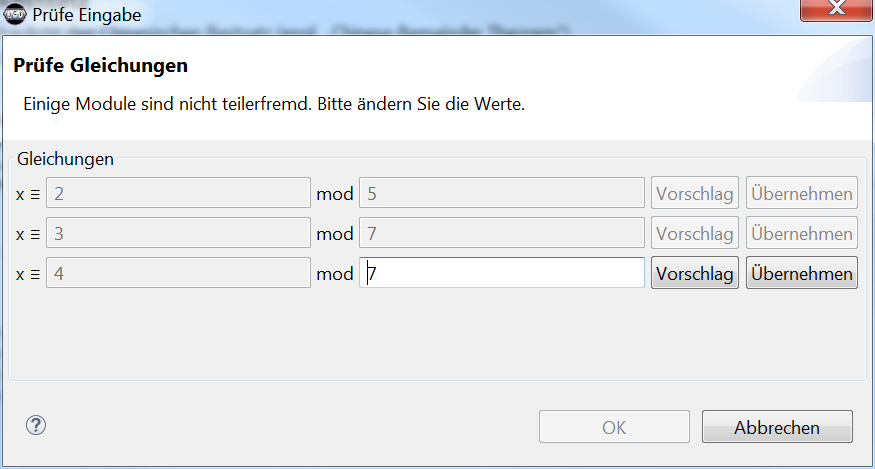 Prüfe Eingabe
Prüfe Gleichungen
Einige Module sind nicht teilerfremd. Bitte ändern Sie die Werte.
Gleichungen
x ≡ 2 mod 5 Vorschlag Übernehmen
x ≡ 3 mod 7 Vorschlag Übernehmen
x ≡ 4 mod 7 Vorschlag Übernehmen
? OK Abbrechen